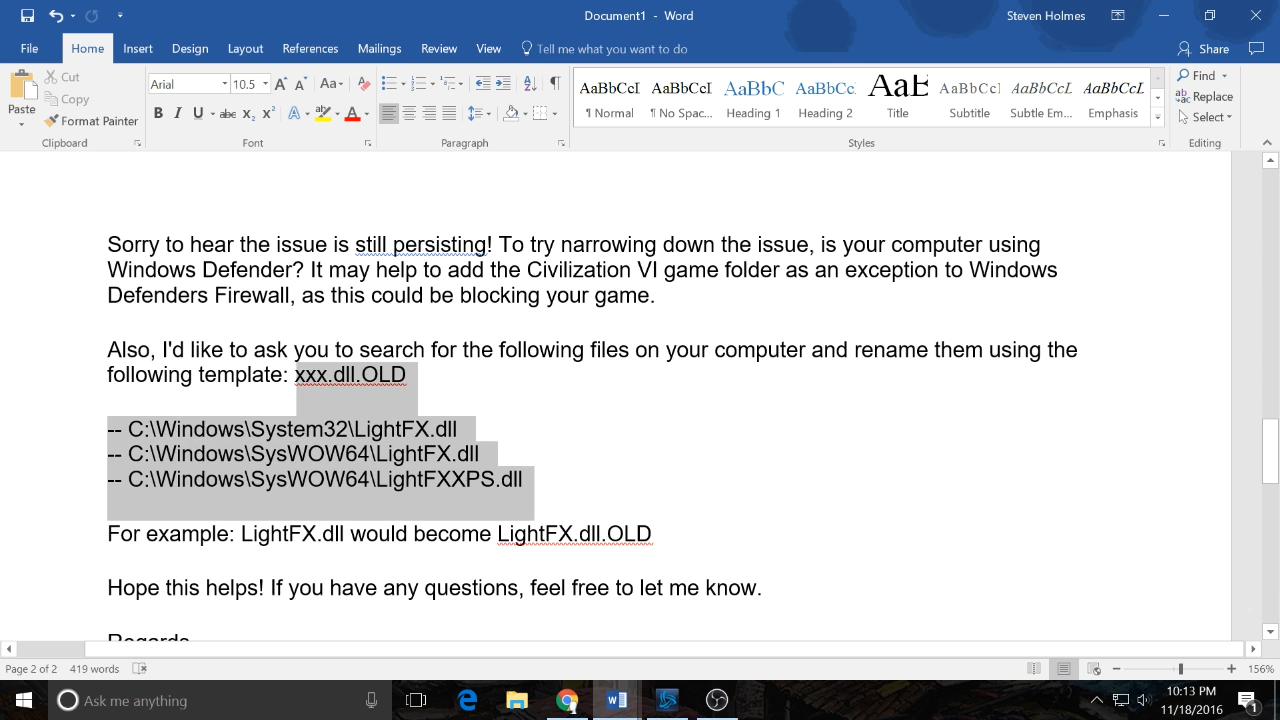 Document1 - Word
Steven Holmes
File Home Insert Design Layout References Mailings Review View Tell me what you want to do Share
Paste
Cut
Copy
Format Painter
Clipboard
Arial 10.5 A A Aa
B I U abc X2 X2 A A
Font
Paragraph
AaBbCcI AaBbCcI AaBbC AaBbCc AaB AaBbCcI AaBbCcL AaBbCcL
¶ Normal ¶ No Spac... Heading 1 Heading 2 Title Subtitle Subtle Em... Emphasis
Styles
Find
Replace
Select
Editing
Sorry to hear the issue is still persisting! To try narrowing down the issue, is your computer using
Windows Defender? It may help to add the Civilization VI game folder as an exception to Windows
Defenders Firewall, as this could be blocking your game.
Also, I'd like to ask you to search for the following files on your computer and rename them using the
following template: xxx.dll.OLD
-- C:\Windows\System32\LightFX.dll
-- C:\Windows\SysWOW64\LightFX.dll
-- C:\Windows\SysWOW64\LightFXXPS.dll
For example: LightFX.dll would become LightFX.dll.OLD
Hope this helps! If you have any questions, feel free to let me know.
Regards
Page 2 of 2 419 words
156%
Ask me anything
10:13 PM
11/18/2016
1